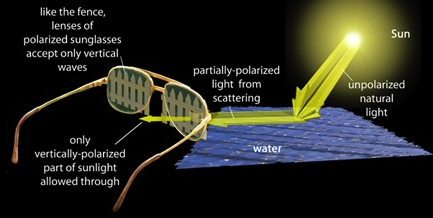 like the fence,
lenses of
polarized sunglasses
accept only vertical
waves
Sun
partially-polarized
light from
scattering
unpolarized
natural
light
only
vertically-polarized
part of sunlight
allowed through
water